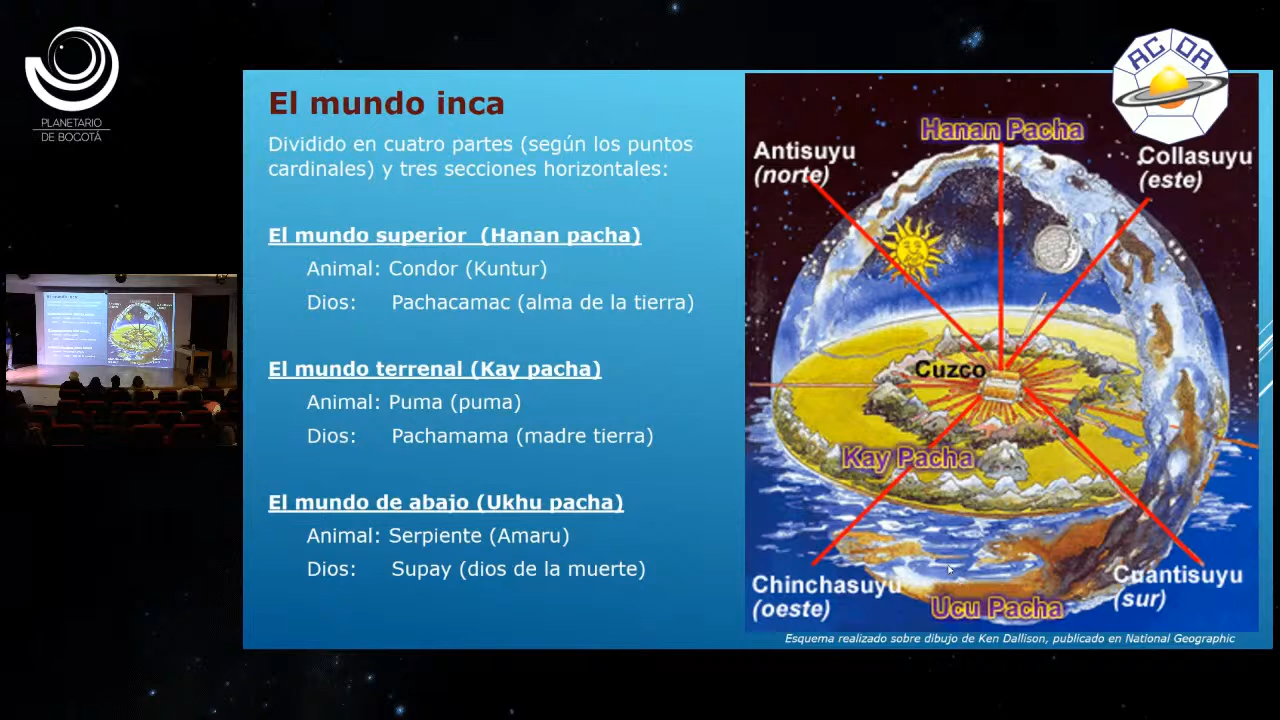 PLANETARIO
DE BOGOTÁ
ACDA
El mundo inca
Dividido en cuatro partes (según los puntos
cardinales) y tres secciones horizontales:
El mundo superior (Hanan pacha)
Animal: Condor (Kuntur)
Dios: Pachacamac (alma de la tierra)
El mundo terrenal (Kay pacha)
Animal: Puma (puma)
Dios: Pachamama (madre tierra)
El mundo de abajo (Ukhu pacha)
Animal: Serpiente (Amaru)
Dios: Supay (dios de la muerte)
Hanan Pacha
Antisuyu
(norte)
Collasuyu
(este)
Cuzco
Kay Pacha
Chinchasuyu
(oeste)
Cuantisuyu
(sur)
Ucu Pacha
Esquema realizado sobre dibujo de Ken Dallison, publicado en National Geographic